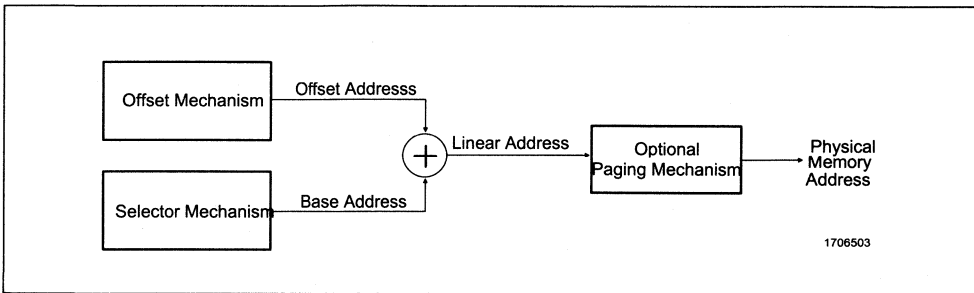 Offset Mechanism
Offset Addresss
Linear Address
Optional
Paging Mechanism
Physical
Memory
Address
Selector Mechanism
Base Address
1706503